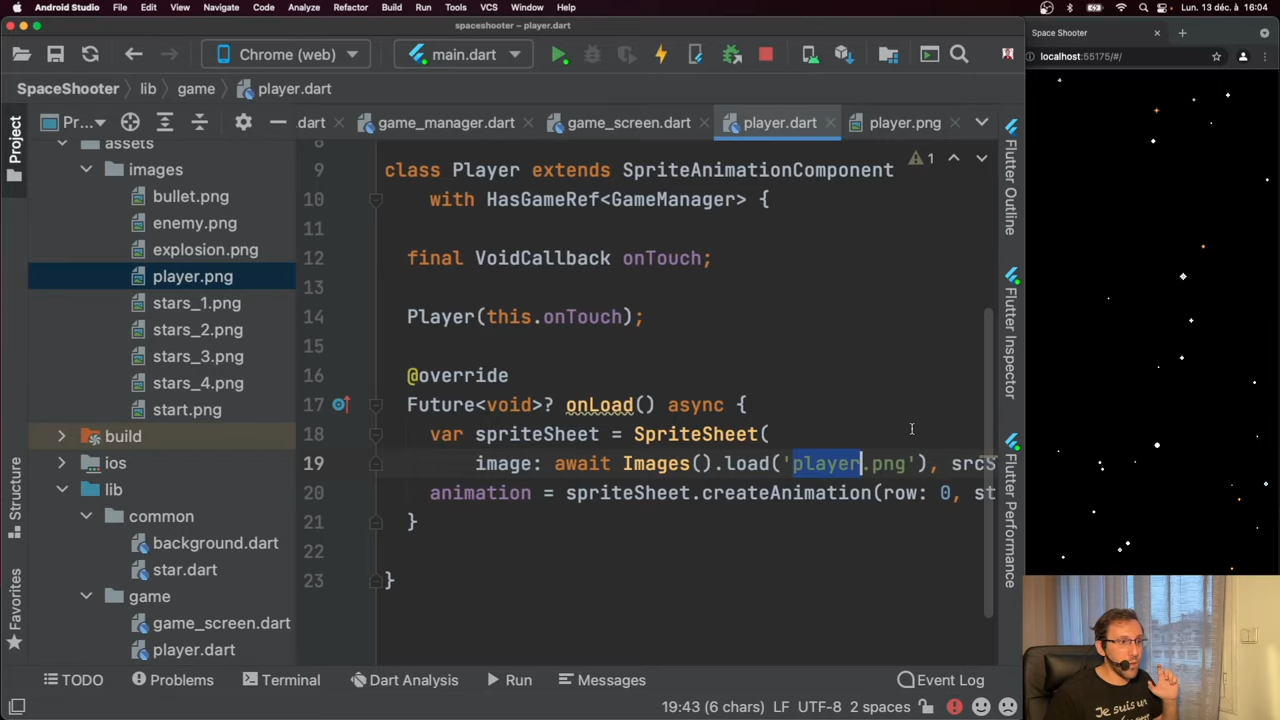 Android Studio File Edit View Navigate Code Analyze Refactor Build Run Tools VCS Window Help Lun. 13 déc. à 16:04
spaceshooter – player.dart
Space Shooter
Chrome (web) main.dart
localhost:55175/#/
SpaceShooter lib game player.dart
Project
Pr... .dart game_manager.dart game_screen.dart player.dart player.png
assets
images
bullet.png
enemy.png
explosion.png
player.png
stars_1.png
stars_2.png
stars_3.png
stars_4.png
start.png
build
ios
lib
common
background.dart
star.dart
game
game_screen.dart
player.dart
Structure
Favorites
8
1
9 class Player extends SpriteAnimationComponent
10 with HasGameRef<GameManager> {
11
12 final VoidCallback onTouch;
13
14 Player(this.onTouch);
15
16 @override
17 Future<void>? onLoad() async {
18 var spriteSheet = SpriteSheet(
19 image: await Images().load('player.png'), srcS
20 animation = spriteSheet.createAnimation(row: 0, st
21 }
22
23 }
Flutter Outline
Flutter Inspector
Flutter Performance
TODO Problems Terminal Dart Analysis Run Messages Event Log
19:43 (6 chars) LF UTF-8 2 spaces
Je suis un